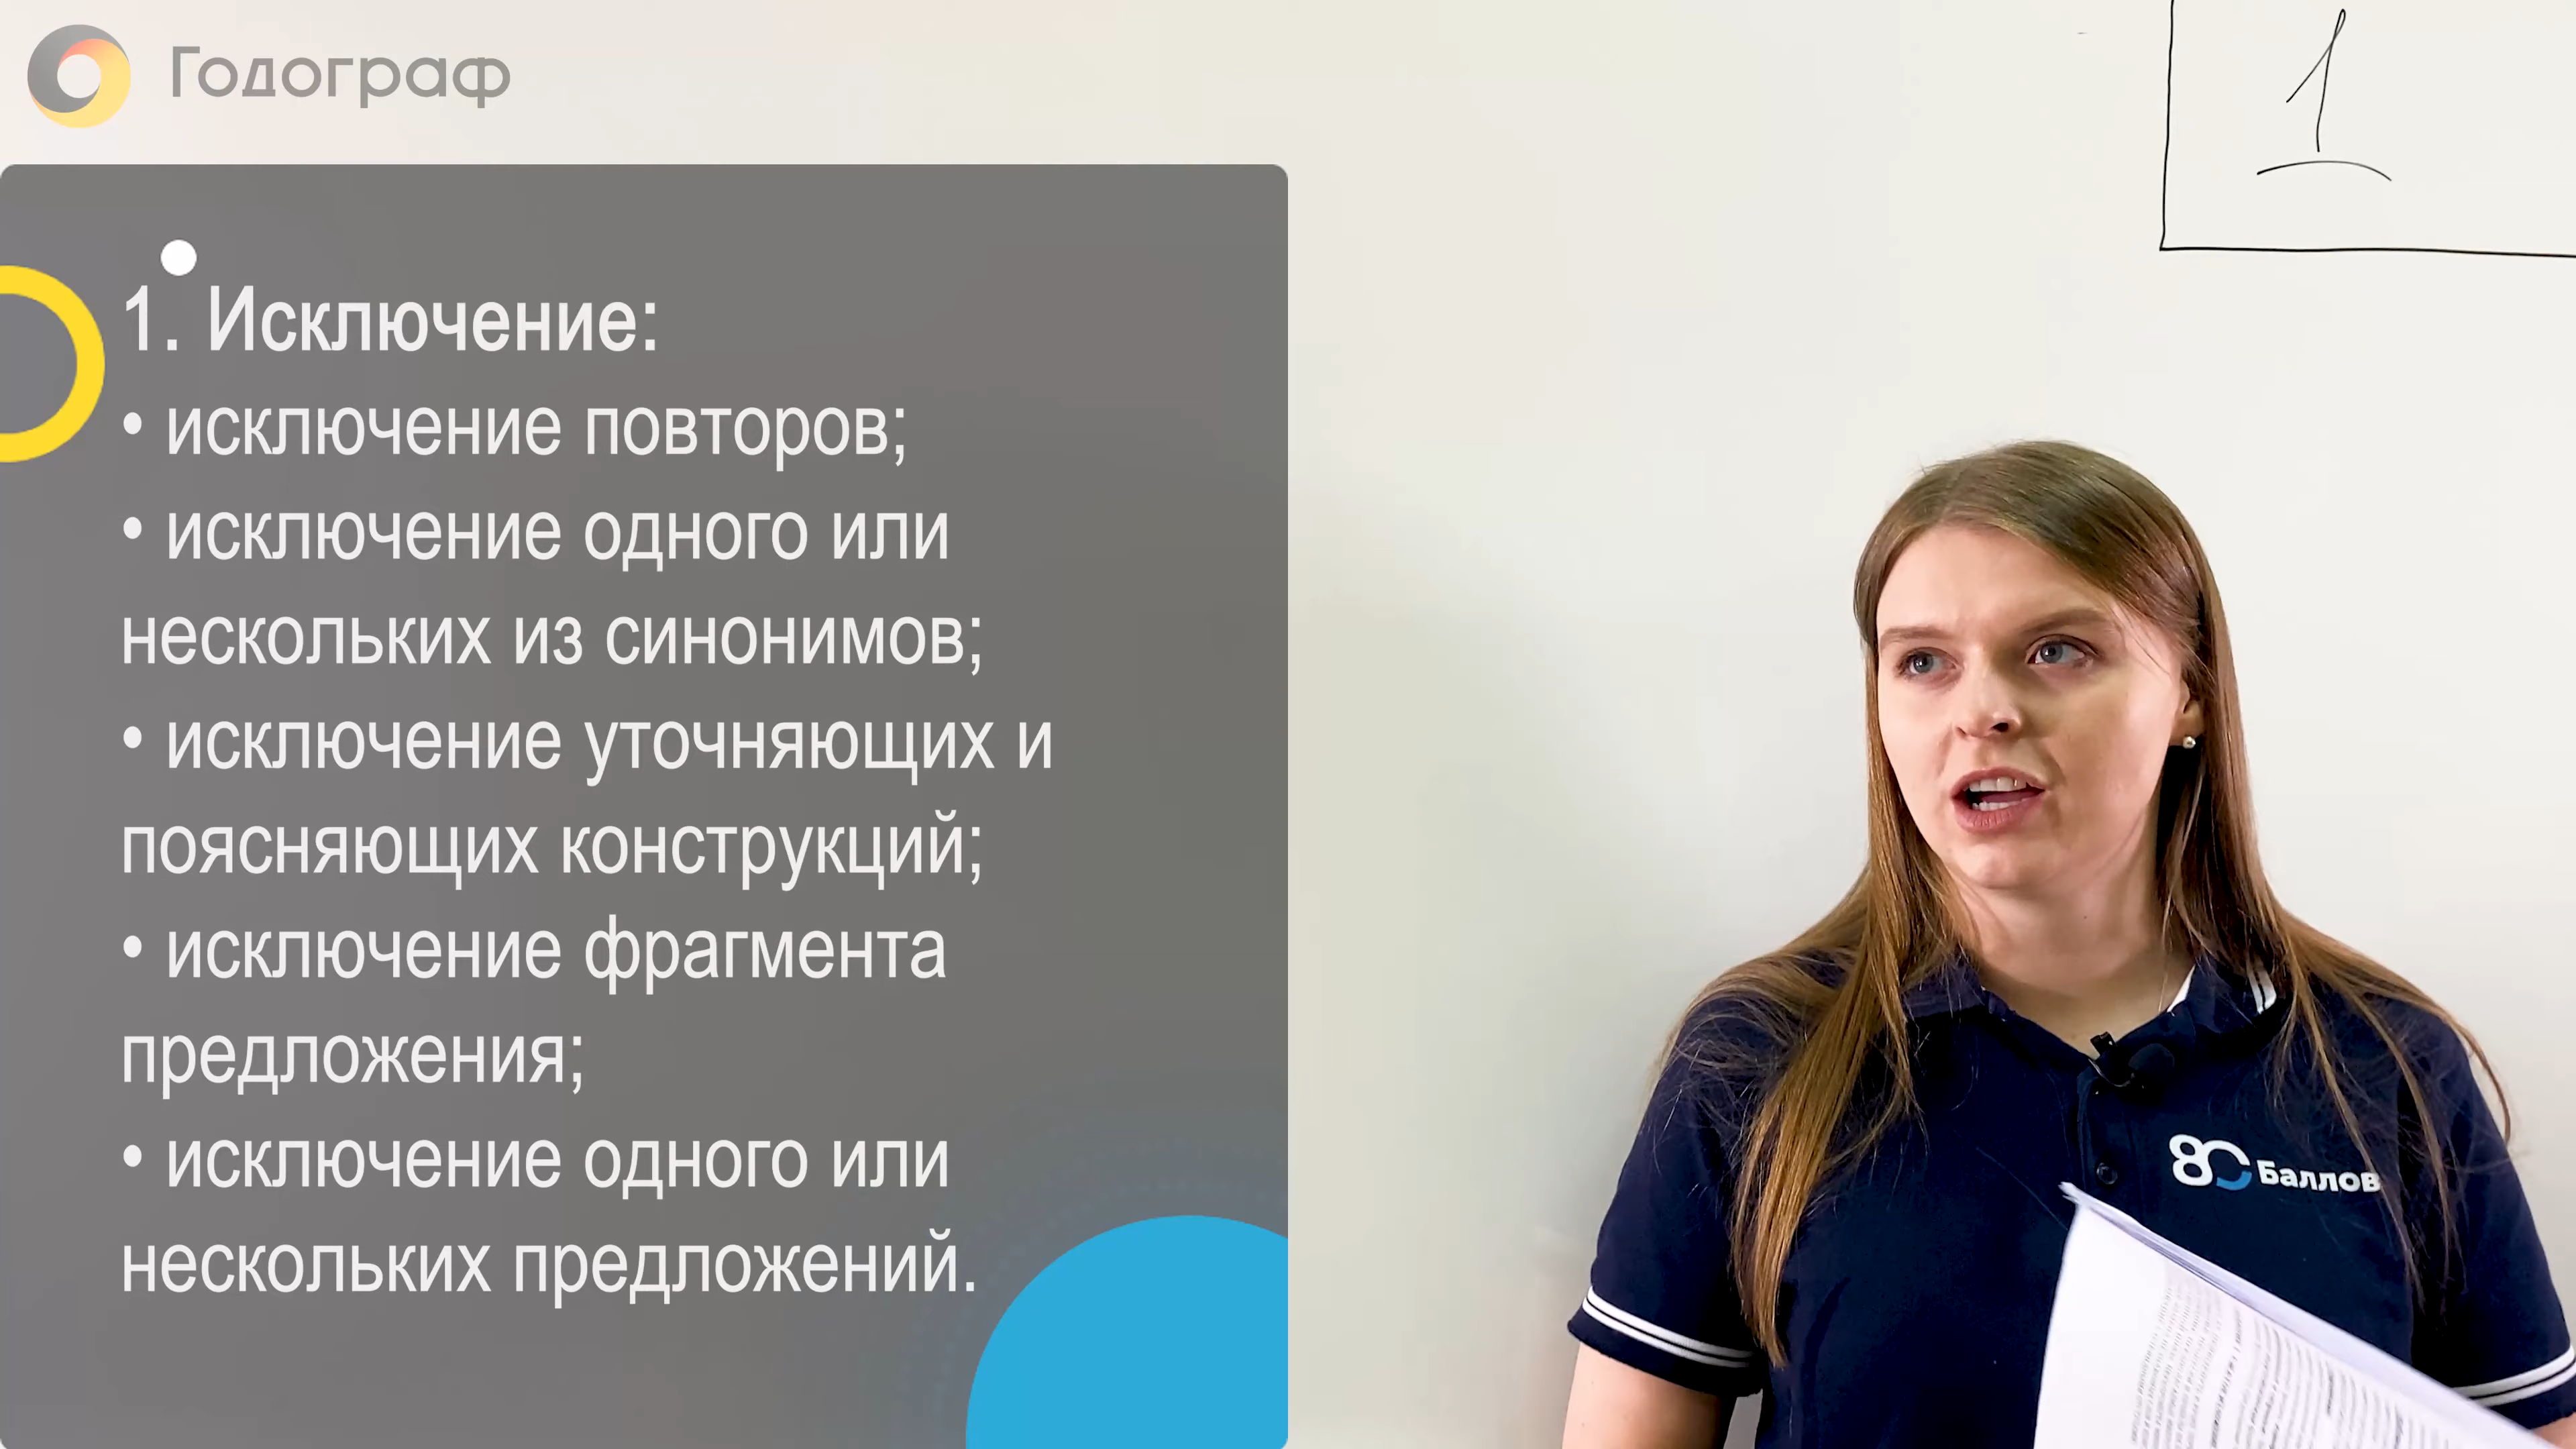 Годограф
1
1. Исключение:
• исключение повторов;
• исключение одного или
нескольких из синонимов;
• исключение уточняющих и
поясняющих конструкций;
• исключение фрагмента
предложения;
• исключение одного или
нескольких предложений.
80 Баллов